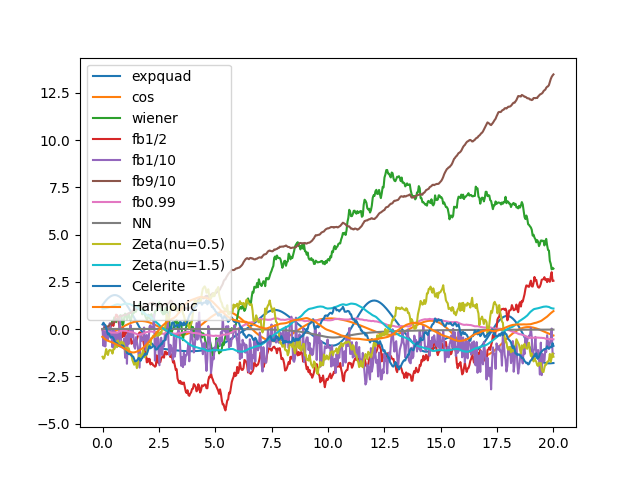 12.5
10.0
7.5
5.0
2.5
0.0
−2.5
−5.0
expquad
cos
wiener
fb1/2
fb1/10
fb9/10
fb0.99
NN
Zeta(nu=0.5)
Zeta(nu=1.5)
Celerite
Harmonic
0.0 2.5 5.0 7.5 10.0 12.5 15.0 17.5 20.0